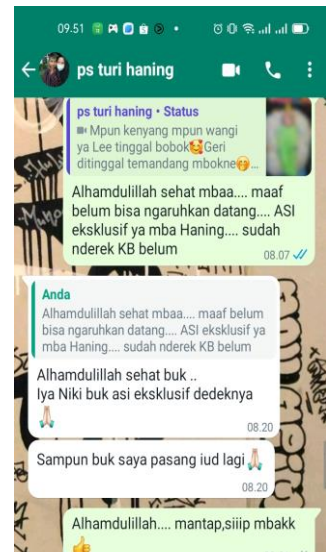 09.51
ps turi haning
ps turi haning • Status
Mpun kenyang mpun wangi
ya Lee tinggal bobok🥰Geri
ditinggal temandang mbokne🤭...
Alhamdulillah sehat mbaa.... maaf
belum bisa ngaruhkan datang.... ASI
eksklusif ya mba Haning.... sudah
nderek KB belum
08.07
Anda
Alhamdulillah sehat mbaa.... maaf belum
bisa ngaruhkan datang.... ASI eksklusif ya
mba Haning.... sudah nderek KB belum
Alhamdulillah sehat buk ..
Iya Niki buk asi eksklusif dedeknya
🙏🏻
08.20
Sampun buk saya pasang iud lagi🙏🏻
08.20
Alhamdulillah.... mantap,siiip mbakk
👍